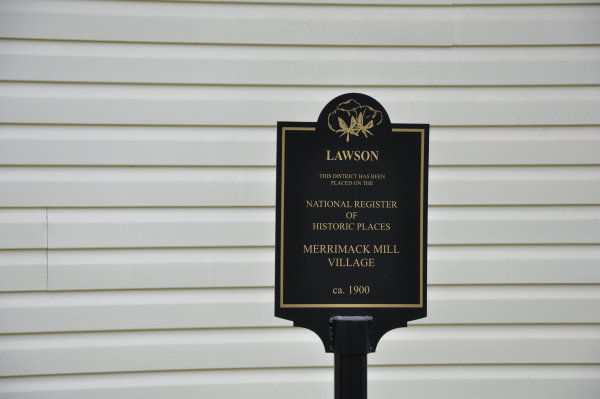 LAWSON
THIS DISTRICT HAS BEEN
PLACED ON THE
NATIONAL REGISTER
OF
HISTORIC PLACES
MERRIMACK MILL
VILLAGE
ca. 1900